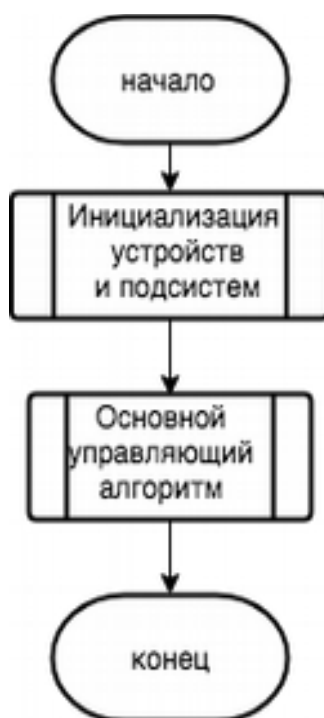 начало
Инициализация
устройств
и подсистем
Основной
управляющий
алгоритм
конец